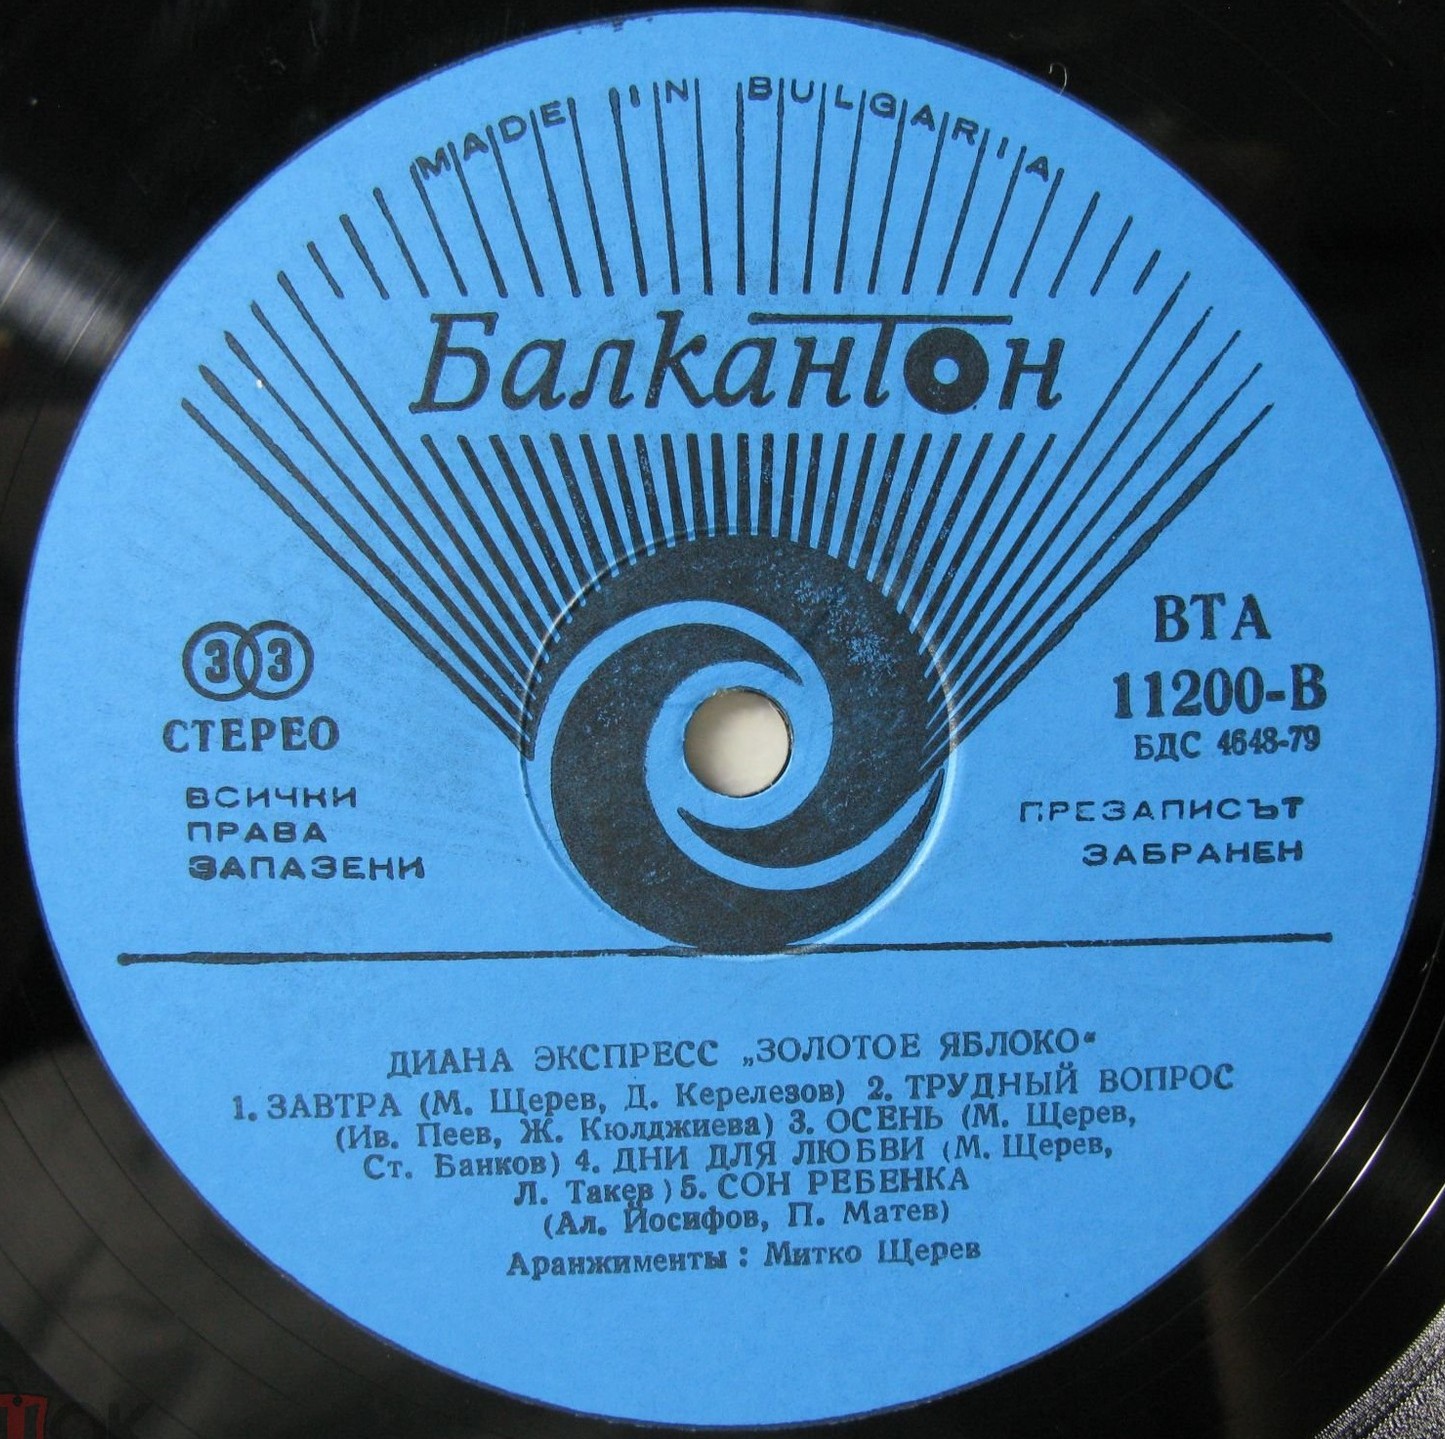 MADE IN BULGARIA
Балкантон
33
СТЕРЕО
ВСИЧКИ
ПРАВА
ЗАПАЗЕНИ
ВТА
11200-В
БДС 4648-79
ПРЕЗАПИСЪТ
ЗАБРАНЕН
ДИАНА ЭКСПРЕСС „ЗОЛОТОЕ ЯБЛОКО“
1. ЗАВТРА (М. Щерев, Д. Керелезов) 2. ТРУДНЫЙ ВОПРОС
(Ив. Пеев, Ж. Кюлджиева) 3. ОСЕНЬ (М. Щерев,
Ст. Банков) 4. ДНИ ДЛЯ ЛЮБВИ (М. Щерев,
Л. Такев) 5. СОН РЕБЕНКА
(Ал. Йосифов, П. Матев)
Аранжименты : Митко Щерев